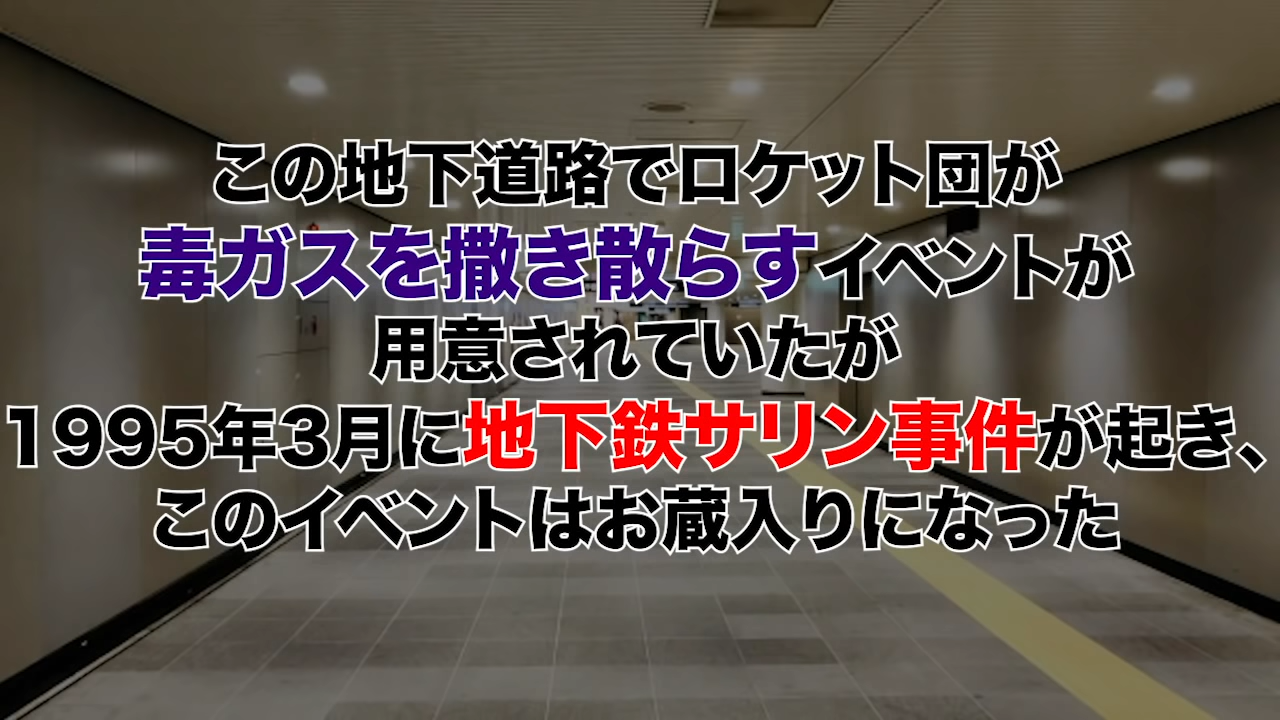 この地下道路でロケット団が
毒ガスを撒き散らすイベントが
用意されていたが
1995年3月に地下鉄サリン事件が起き、
このイベントはお蔵入りになった